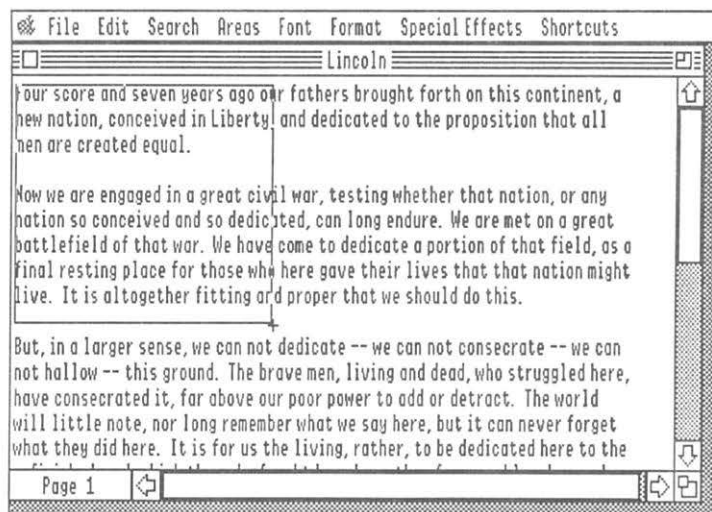 File Edit Search Areas Font Format Special Effects Shortcuts
Lincoln
Four score and seven years ago our fathers brought forth on this continent, a
new nation, conceived in Liberty, and dedicated to the proposition that all
men are created equal.
Now we are engaged in a great civil war, testing whether that nation, or any
nation so conceived and so dedicated, can long endure. We are met on a great
battlefield of that war. We have come to dedicate a portion of that field, as a
final resting place for those who here gave their lives that that nation might
live. It is altogether fitting and proper that we should do this.
But, in a larger sense, we can not dedicate -- we can not consecrate -- we can
not hallow -- this ground. The brave men, living and dead, who struggled here,
have consecrated it, far above our poor power to add or detract. The world
will little note, nor long remember what we say here, but it can never forget
what they did here. It is for us the living, rather, to be dedicated here to the
Page 1